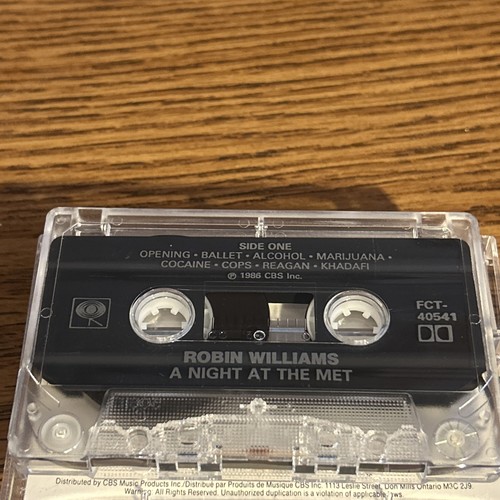 SIDE ONE
OPENING • BALLET • ALCOHOL • MARIJUANA •
COCAINE • COPS • REAGAN • KHADAFI
℗ 1986 CBS Inc.
FCT-
40541
ROBIN WILLIAMS
A NIGHT AT THE MET
Distributed by CBS Music Products Inc./Distribué par Produits de Musique CBS Inc. 1113 Leslie Street, Don Mills Ontario M3C 2J9.
Warning. All Rights Reserved. Unauthorized duplication is a violation of applicable laws.